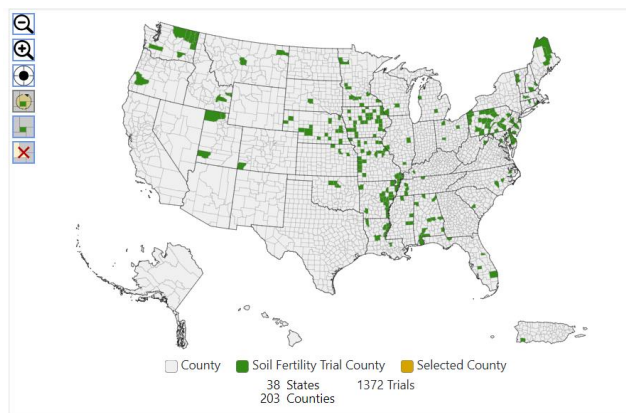 County Soil Fertility Trial County Selected County
38 States 1372 Trials
203 Counties